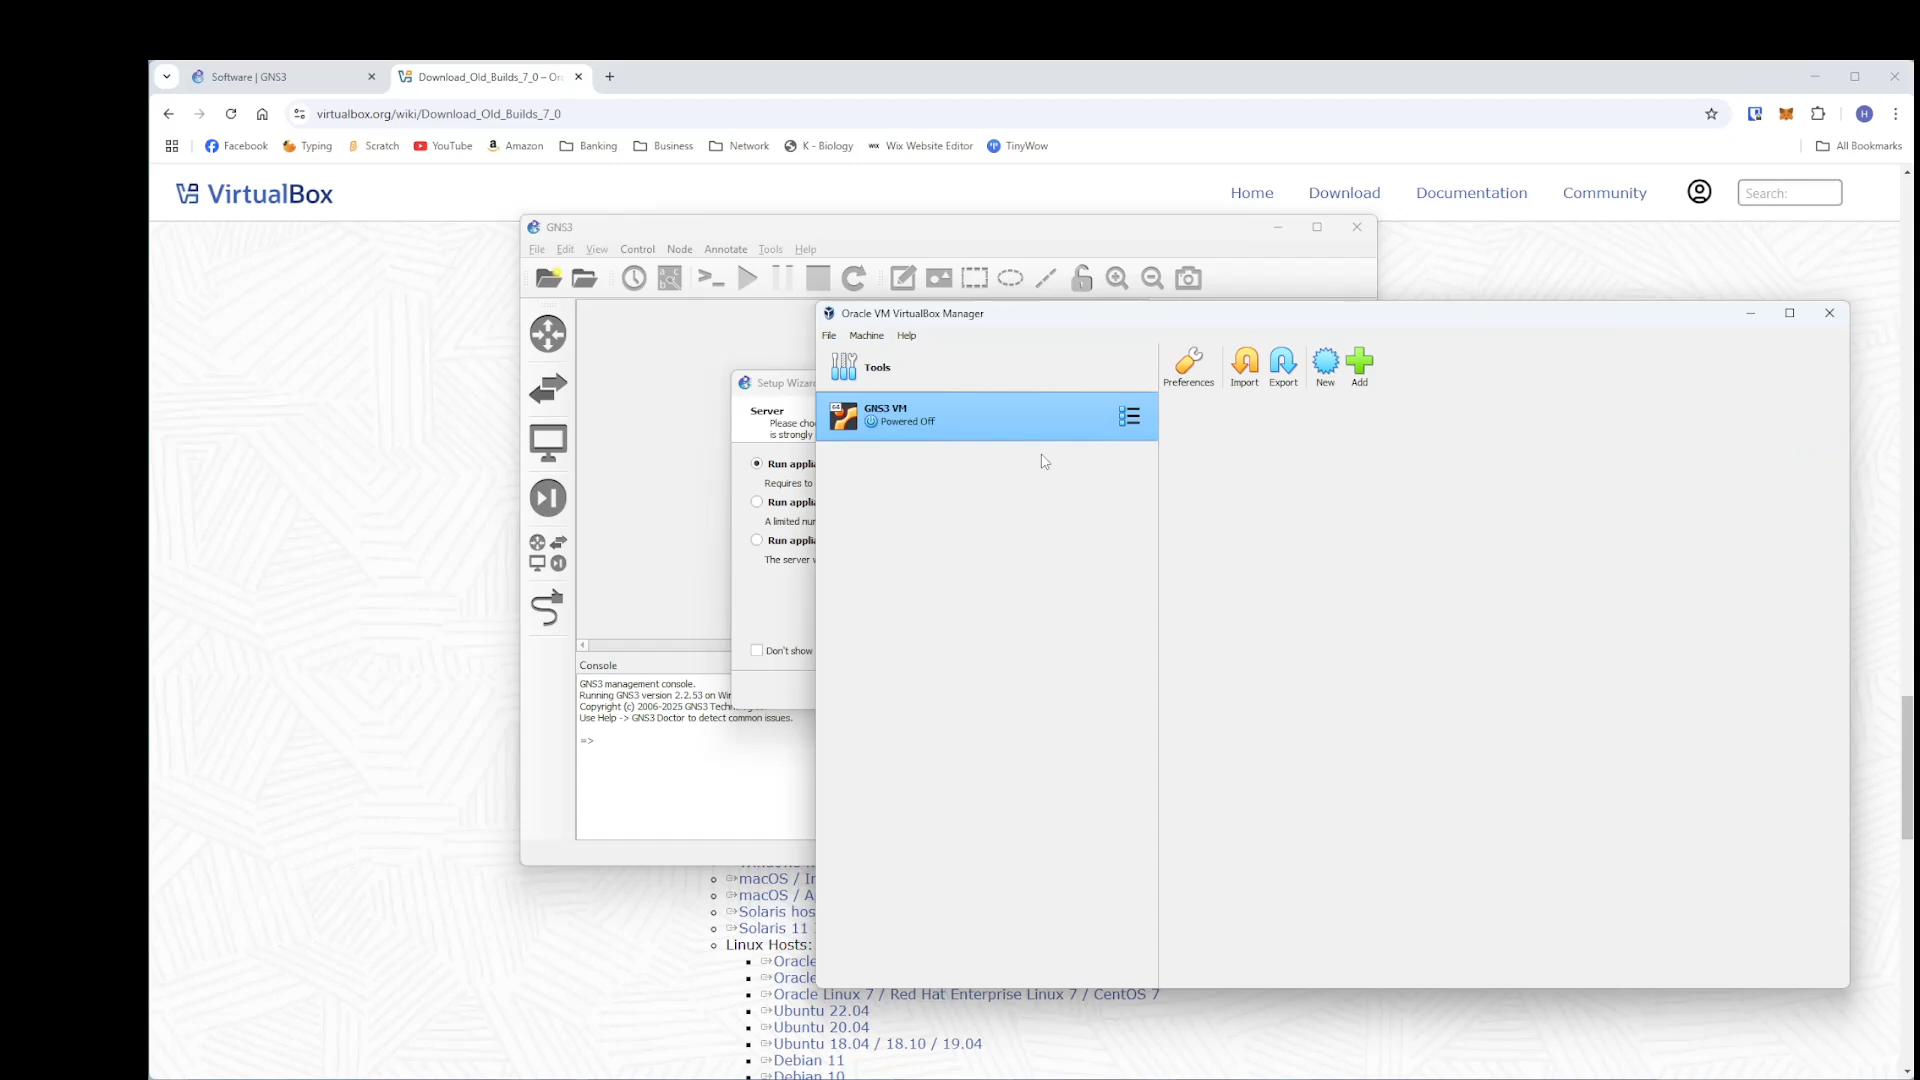 Software | GNS3
Download_Old_Builds_7_0 – Or
virtualbox.org/wiki/Download_Old_Builds_7_0
H
Facebook
Typing
Scratch
YouTube
Amazon
Banking
Business
Network
K - Biology
WIX Wix Website Editor
TinyWow
All Bookmarks
VirtualBox
Home
Download
Documentation
Community
Search:
GNS3
File
Edit
View
Control
Node
Annotate
Tools
Help
Oracle VM VirtualBox Manager
File
Machine
Help
Tools
Preferences
Import
Export
New
Add
64
GNS3 VM
Powered Off
Setup Wizar
Server
Please cho
is strongly
Run appli
Requires to
Run appli
A limited nu
Run appli
The server v
Don't show
Console
GNS3 management console.
Running GNS3 version 2.2.53 on Wi
Copyright (c) 2006-2025 GNS3 Tech
Use Help -> GNS3 Doctor to detect common issues.
=>
macOS / In
macOS / A
Solaris hos
Solaris 11
Linux Hosts:
Oracle
Oracle
Oracle Linux 7 / Red Hat Enterprise Linux 7 / CentOS 7
Ubuntu 22.04
Ubuntu 20.04
Ubuntu 18.04 / 18.10 / 19.04
Debian 11
Debian 10